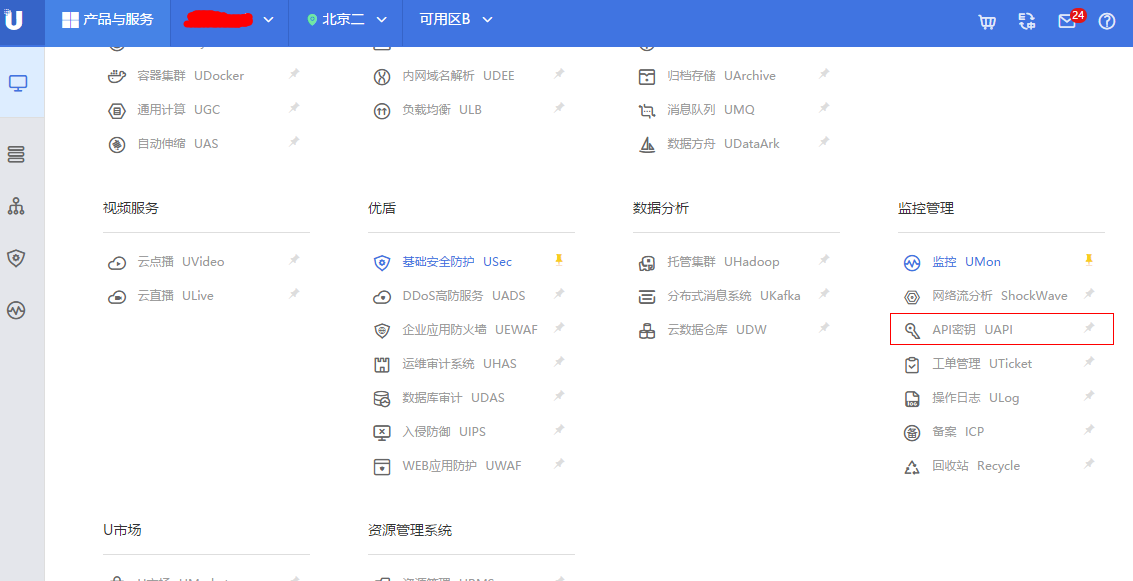 U 产品与服务 北京二 可用区B 24
容器集群 UDocker
通用计算 UGC
自动伸缩 UAS
内网域名解析 UDEE
负载均衡 ULB
归档存储 UArchive
消息队列 UMQ
数据方舟 UDataArk
视频服务
云点播 UVideo
云直播 ULive
优盾
基础安全防护 USec
DDoS高防服务 UADS
企业应用防火墙 UEWAF
运维审计系统 UHAS
数据库审计 UDAS
入侵防御 UIPS
WEB应用防护 UWAF
数据分析
托管集群 UHadoop
分布式消息系统 UKafka
云数据仓库 UDW
监控管理
监控 UMon
网络流分析 ShockWave
API密钥 UAPI
工单管理 UTicket
操作日志 ULog
备案 ICP
回收站 Recycle
U市场
资源管理系统